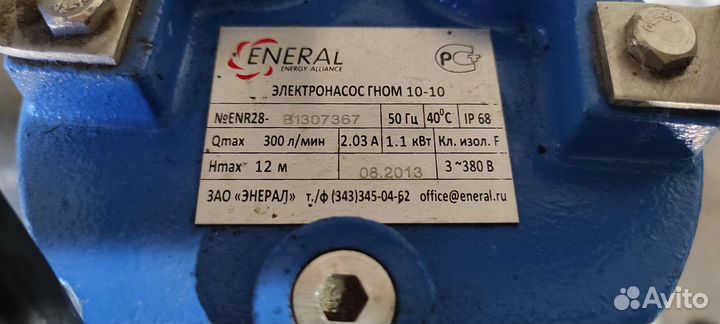 ENERAL
ENERGY ALLIANCE
РС+
ЭЛЕКТРОНАСОС ГНОМ 10-10
№ENR28- B1307367 50 Гц 40⁰С IP 68
Qmax 300 л/мин 2.03 А 1.1 кВт Кл. изол. F
Hmax 12 м 06.2013 3 ~380 В
ЗАО «ЭНЕРАЛ» т./ф (343)345-04-62 office@eneral.ru
Avito